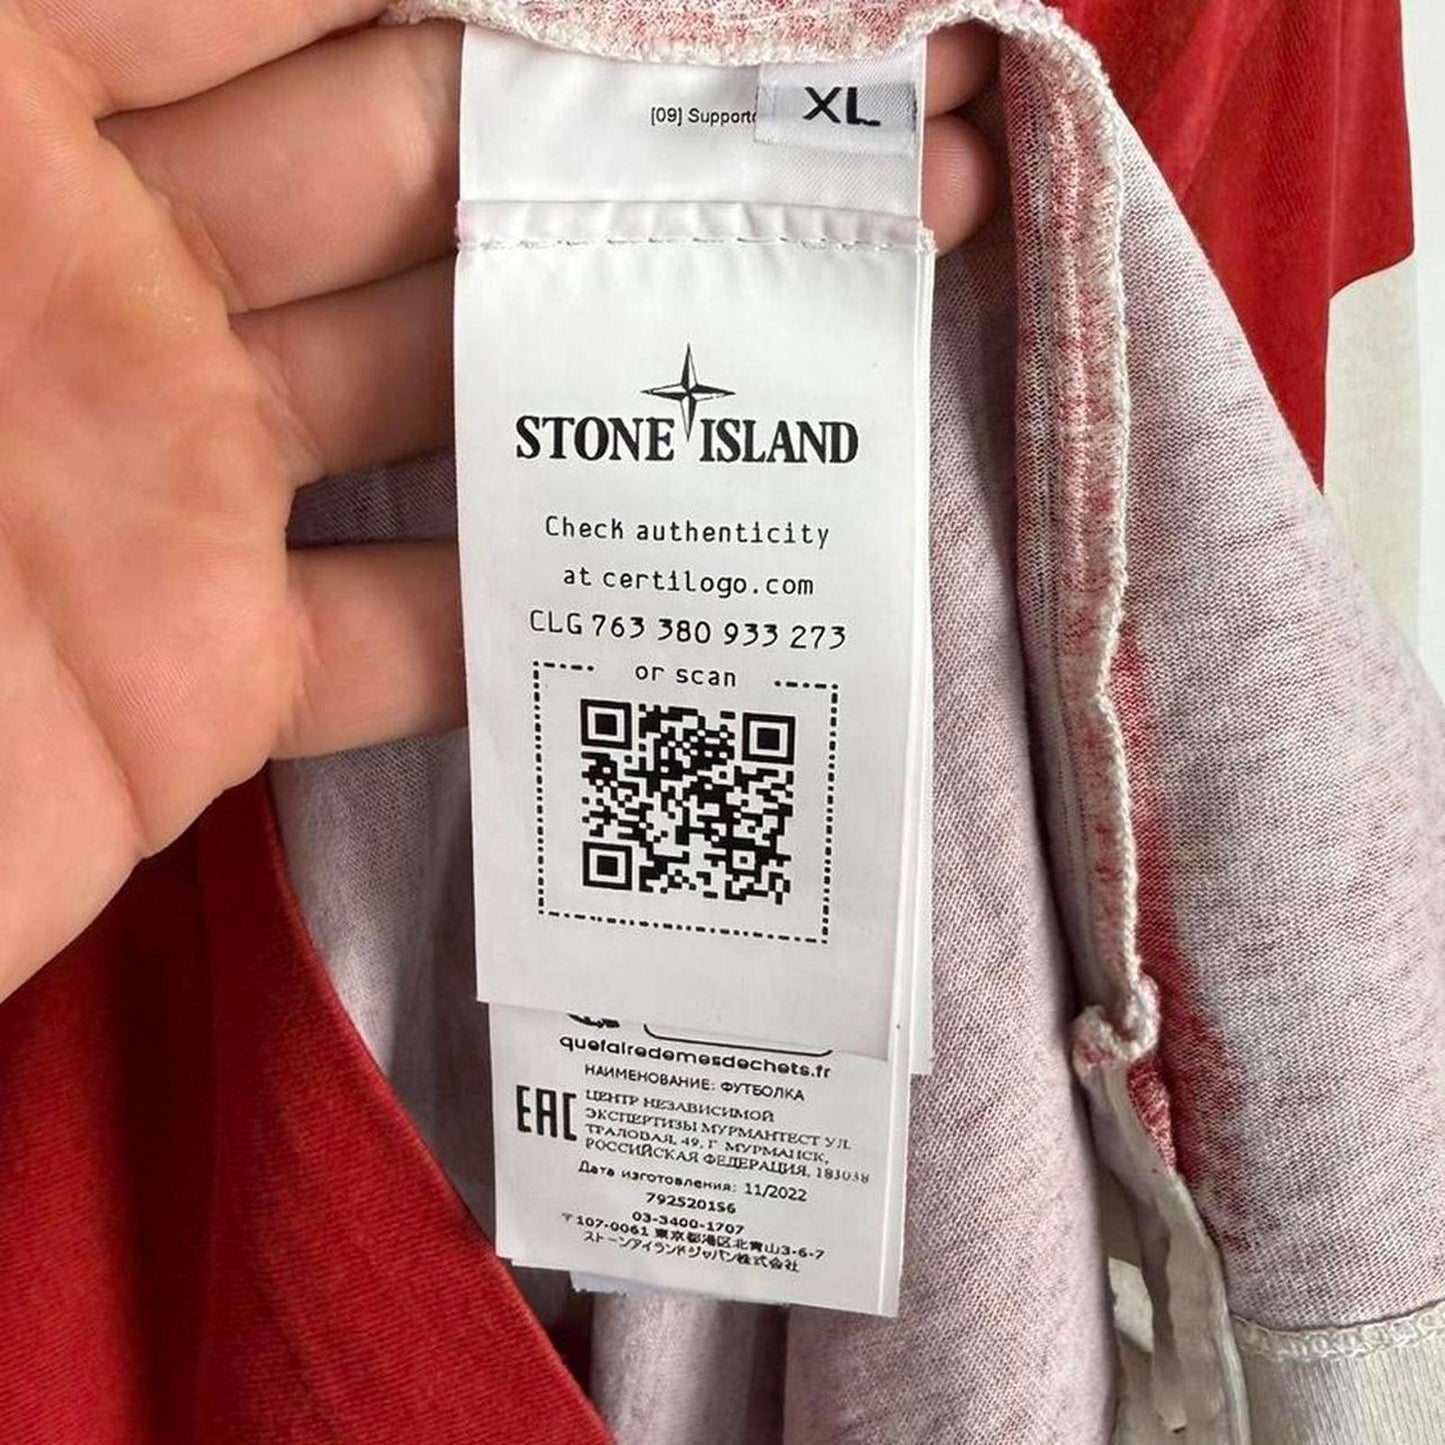 [09] Support
XL
STONE ISLAND
Check authenticity
at certilogo.com
CLG 763 380 933 273
or scan
quefairedemesdechets.fr
НАИМЕНОВАНИЕ: ФУТБОЛКА
EAC
ЦЕНТР НЕЗАВИСИМОЙ
ЭКСПЕРТИЗЫ МУРМАНТЕСТ УЛ.
ТРАЛОВАЯ, 49, Г. МУРМАНСК,
РОССИЙСКАЯ ФЕДЕРАЦИЯ, 183038
Дата изготовления: 11/2022
792520156
03-3400-1707
〒107-0061 東京都港区北青山3-6-7
ストーンアイランドジャパン株式会社